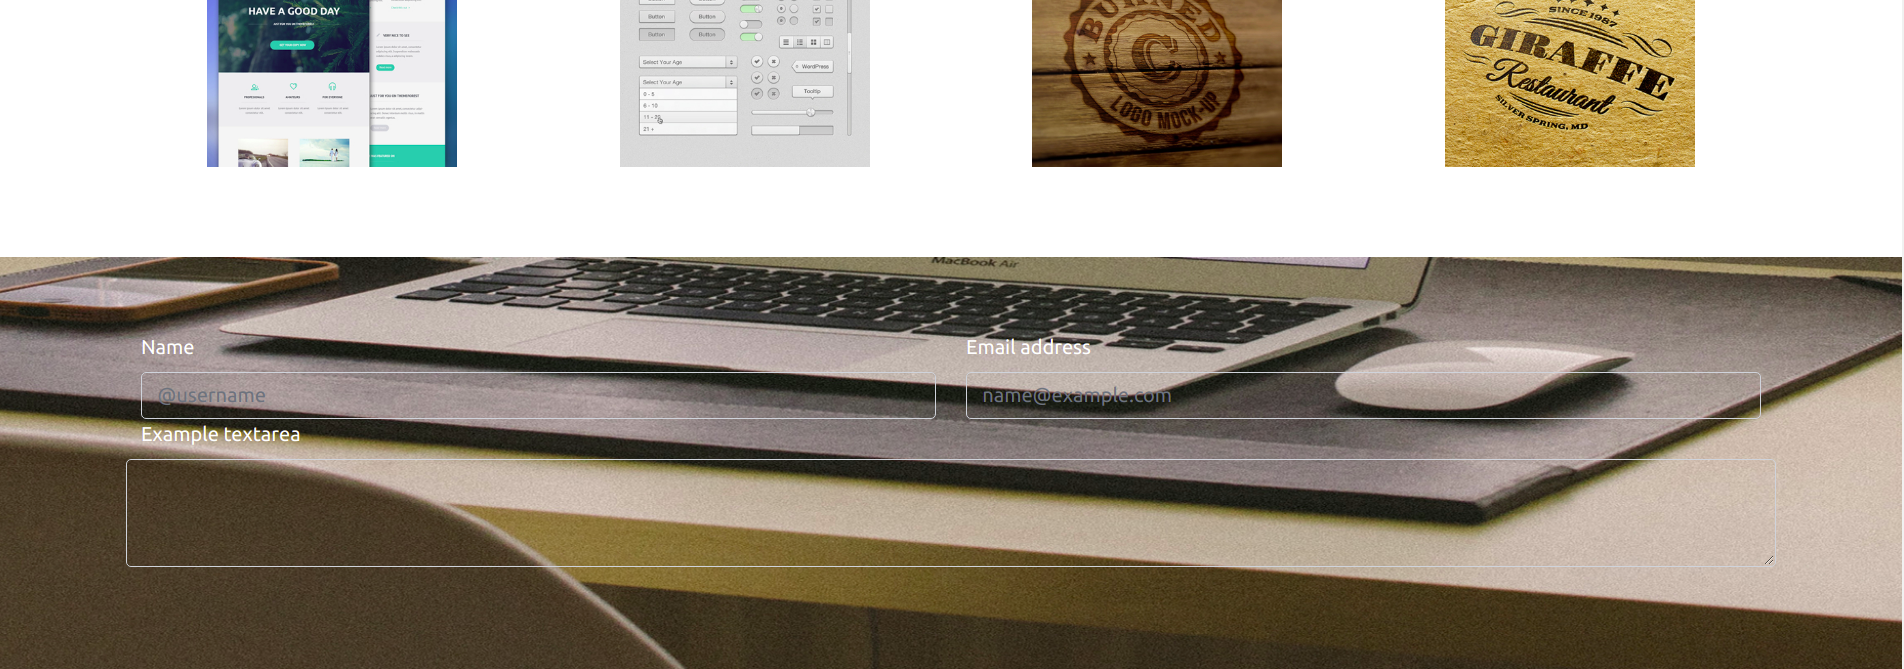 HAVE A GOOD DAY
Button
Button
Button
Button
Select Your Age
Select Your Age
0 - 5
6 - 10
11 - 20
21 +
WordPress
Tooltip
BURNED
C
LOGO MOCK-UP
SINCE 1987
GIRAFFE
Restaurant
SILVER SPRING, MD
MacBook Air
Name
Email address
@username
name@example.com
Example textarea